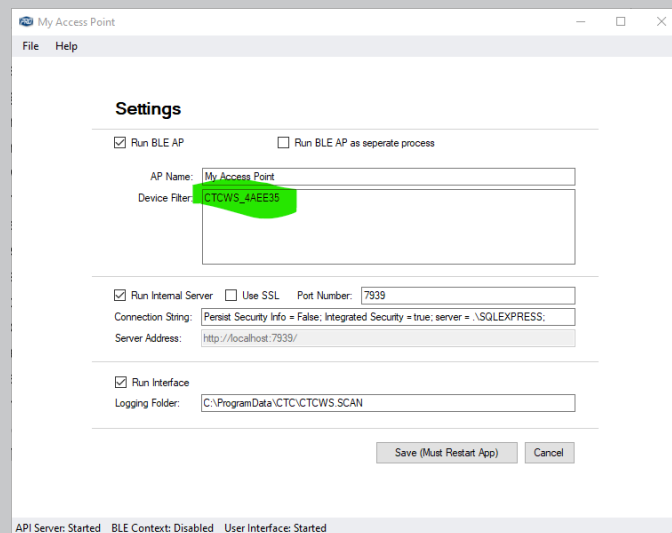 My Access Point
File Help
Settings
Run BLE AP Run BLE AP as seperate process
AP Name: My Access Point
Device Filter: CTCWS_4AEE35
Run Internal Server Use SSL Port Number: 7939
Connection String: Persist Security Info = False; Integrated Security = true; server = .\SQLEXPRESS;
Server Address: http://localhost:7939/
Run Interface
Logging Folder: C:\ProgramData\CTC\CTCWS.SCAN
Save (Must Restart App) Cancel
API Server: Started BLE Context: Disabled User Interface: Started